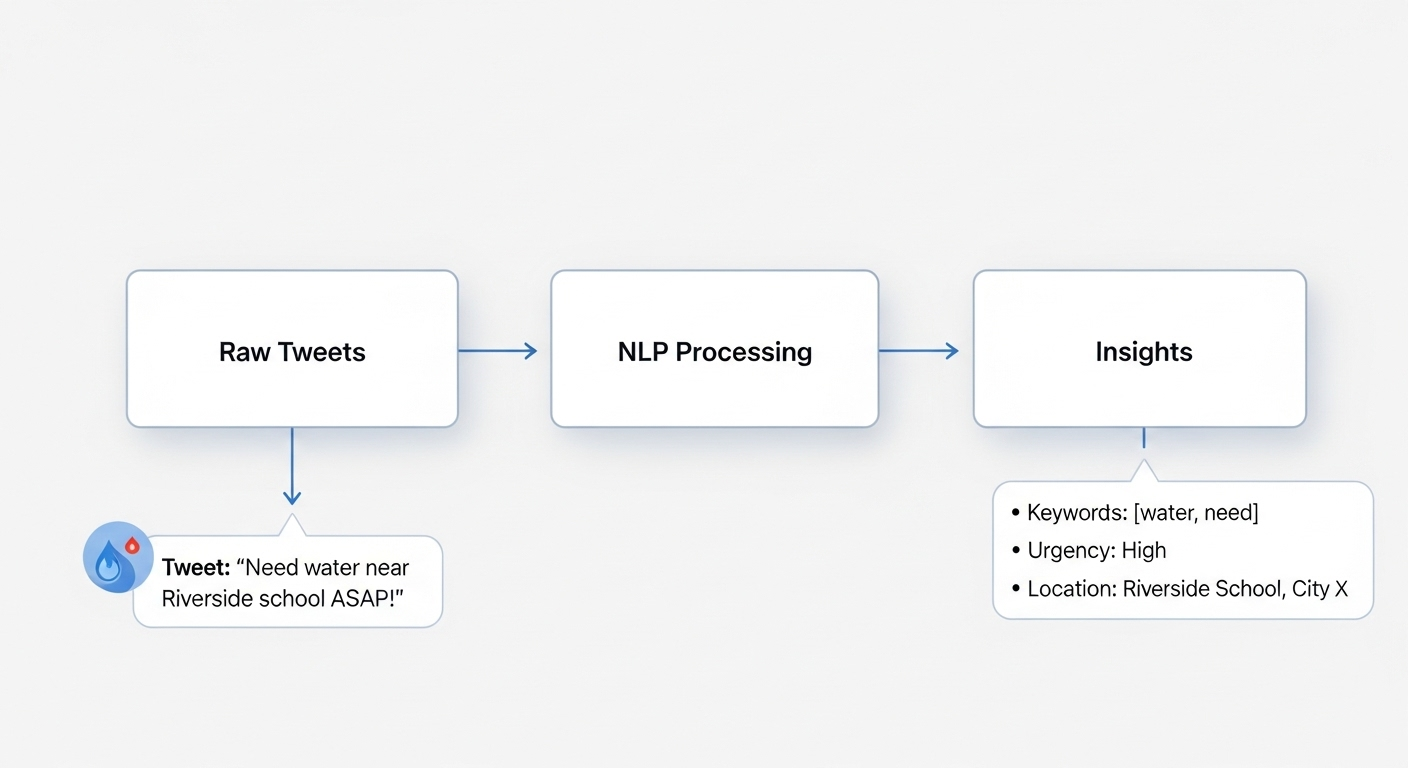 Raw Tweets
NLP Processing
Insights
Tweet: “Need water near
Riverside school ASAP!”
• Keywords: [water, need]
• Urgency: High
• Location: Riverside School, City X